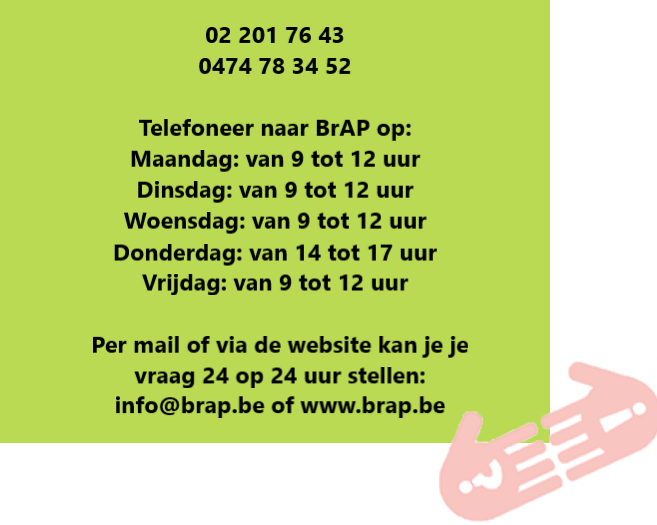 02 201 76 43
0474 78 34 52
Telefoneer naar BrAP op:
Maandag: van 9 tot 12 uur
Dinsdag: van 9 tot 12 uur
Woensdag: van 9 tot 12 uur
Donderdag: van 14 tot 17 uur
Vrijdag: van 9 tot 12 uur
Per mail of via de website kan je je
vraag 24 op 24 uur stellen:
info@brap.be of www.brap.be